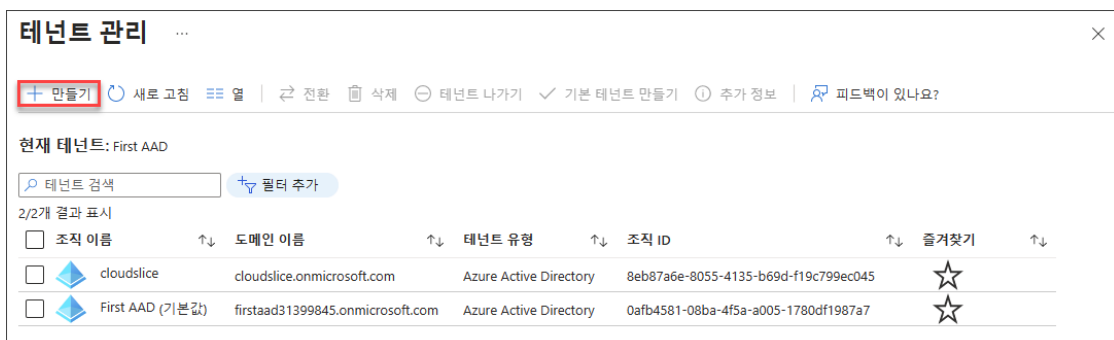 테넌트 관리 ...
만들기 새로 고침 열 전환 삭제 테넌트 나가기 기본 테넌트 만들기 추가 정보 피드백이 있나요?
현재 테넌트: First AAD
테넌트 검색 필터 추가
2/2개 결과 표시
조직 이름 도메인 이름 테넌트 유형 조직 ID 즐겨찾기
cloudslice cloudslice.onmicrosoft.com Azure Active Directory 8eb87a6e-8055-4135-b69d-f19c799ec045
First AAD (기본값) firstaad31399845.onmicrosoft.com Azure Active Directory 0afb4581-08ba-4f5a-a005-1780df1987a7